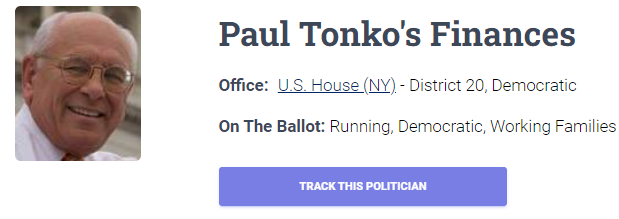 Paul Tonko's Finances
Office: U.S. House (NY) - District 20, Democratic
On The Ballot: Running, Democratic, Working Families
TRACK THIS POLITICIAN